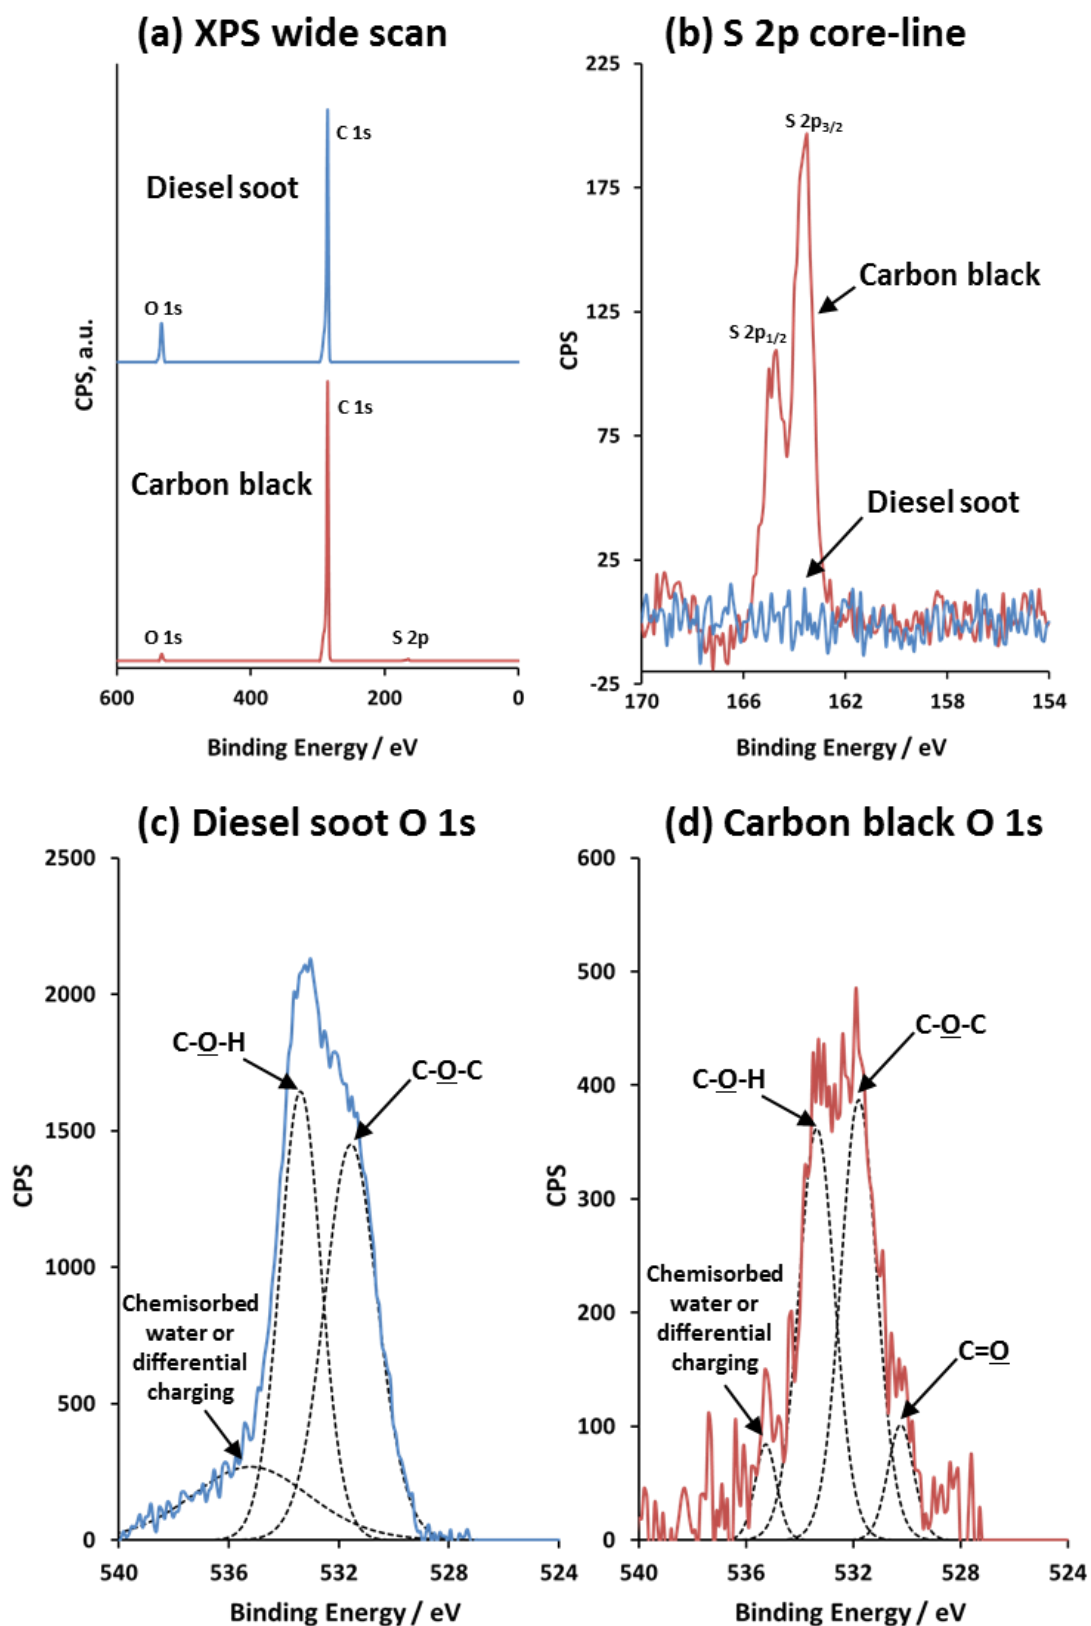 (a) XPS wide scan
C 1s
Diesel soot
O 1s
CPS, a.u.
C 1s
Carbon black
O 1s
S 2p
600
400
200
0
Binding Energy / eV
(b) S 2p core-line
225
175
125
75
25
-25
CPS
S 2p3/2
Carbon black
S 2p1/2
Diesel soot
170
166
162
158
154
Binding Energy / eV
(c) Diesel soot O 1s
2500
2000
1500
1000
500
0
CPS
C-O-H
C-O-C
Chemisorbed
water or
differential
charging
540
536
532
528
524
Binding Energy / eV
(d) Carbon black O 1s
600
500
400
300
200
100
0
CPS
C-O-C
C-O-H
Chemisorbed
water or
differential
charging
C=O
540
536
532
528
524
Binding Energy / eV